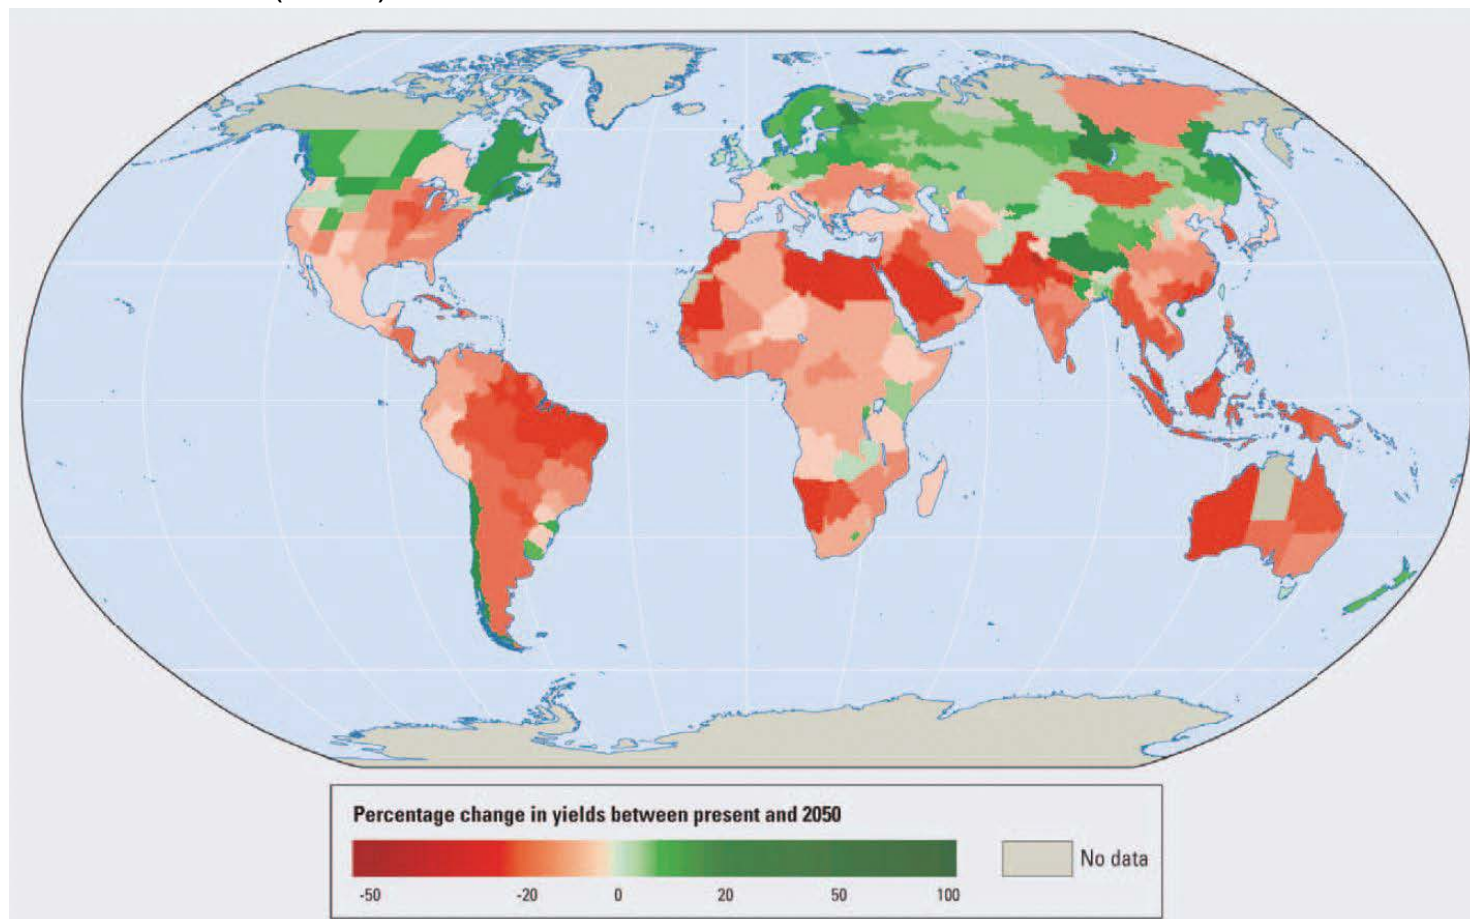 Percentage change in yields between present and 2050
No data
-50 -20 0 20 50 100